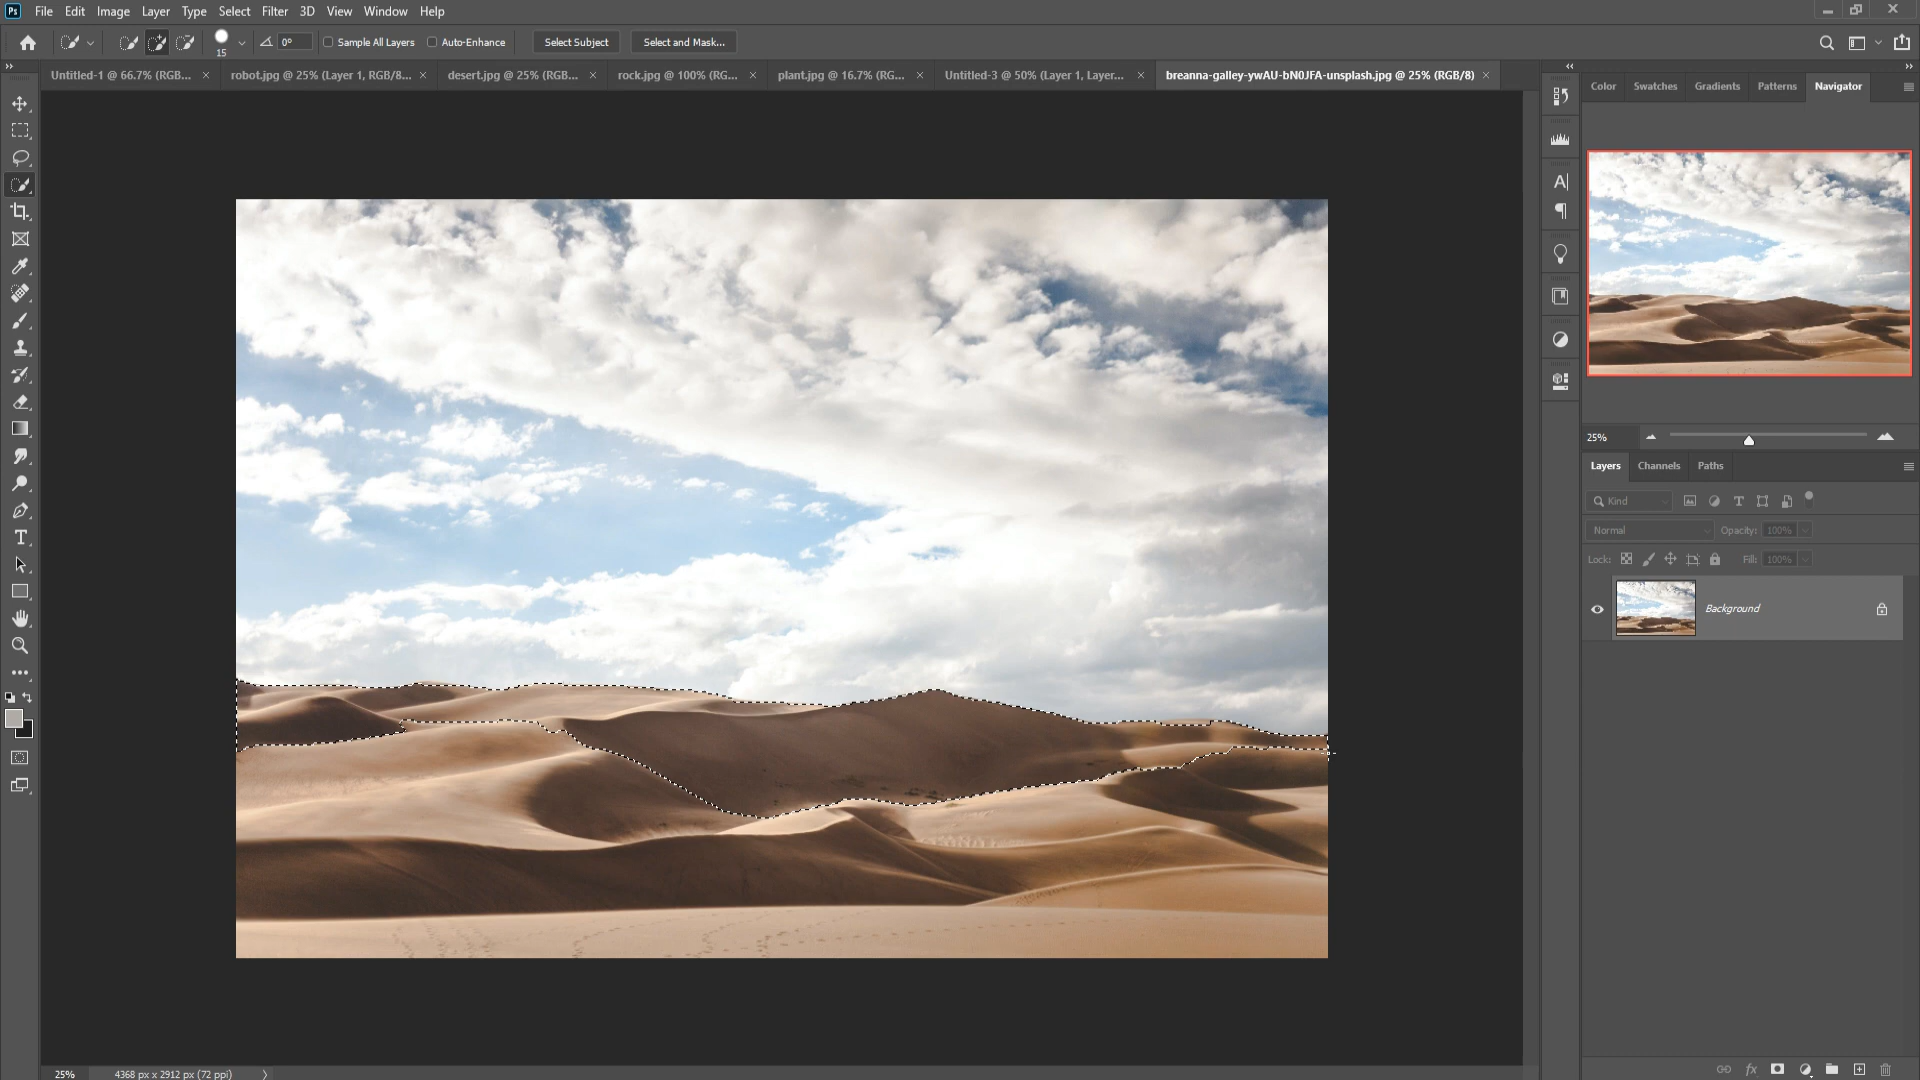 Ps File Edit Image Layer Type Select Filter 3D View Window Help
15 0° Sample All Layers Auto-Enhance Select Subject Select and Mask...
Untitled-1 @ 66.7% (RGB... robot.jpg @ 25% (Layer 1, RGB/8... desert.jpg @ 25% (RGB... rock.jpg @ 100% (RG... plant.jpg @ 16.7% (RG... Untitled-3 @ 50% (Layer 1, Layer... breanna-galley-ywAU-bN0JFA-unsplash.jpg @ 25% (RGB/8)
Color Swatches Gradients Patterns Navigator
25%
Layers Channels Paths
Kind
Normal Opacity: 100%
Lock: Fill: 100%
Background
25% 4368 px x 2912 px (72 ppi)